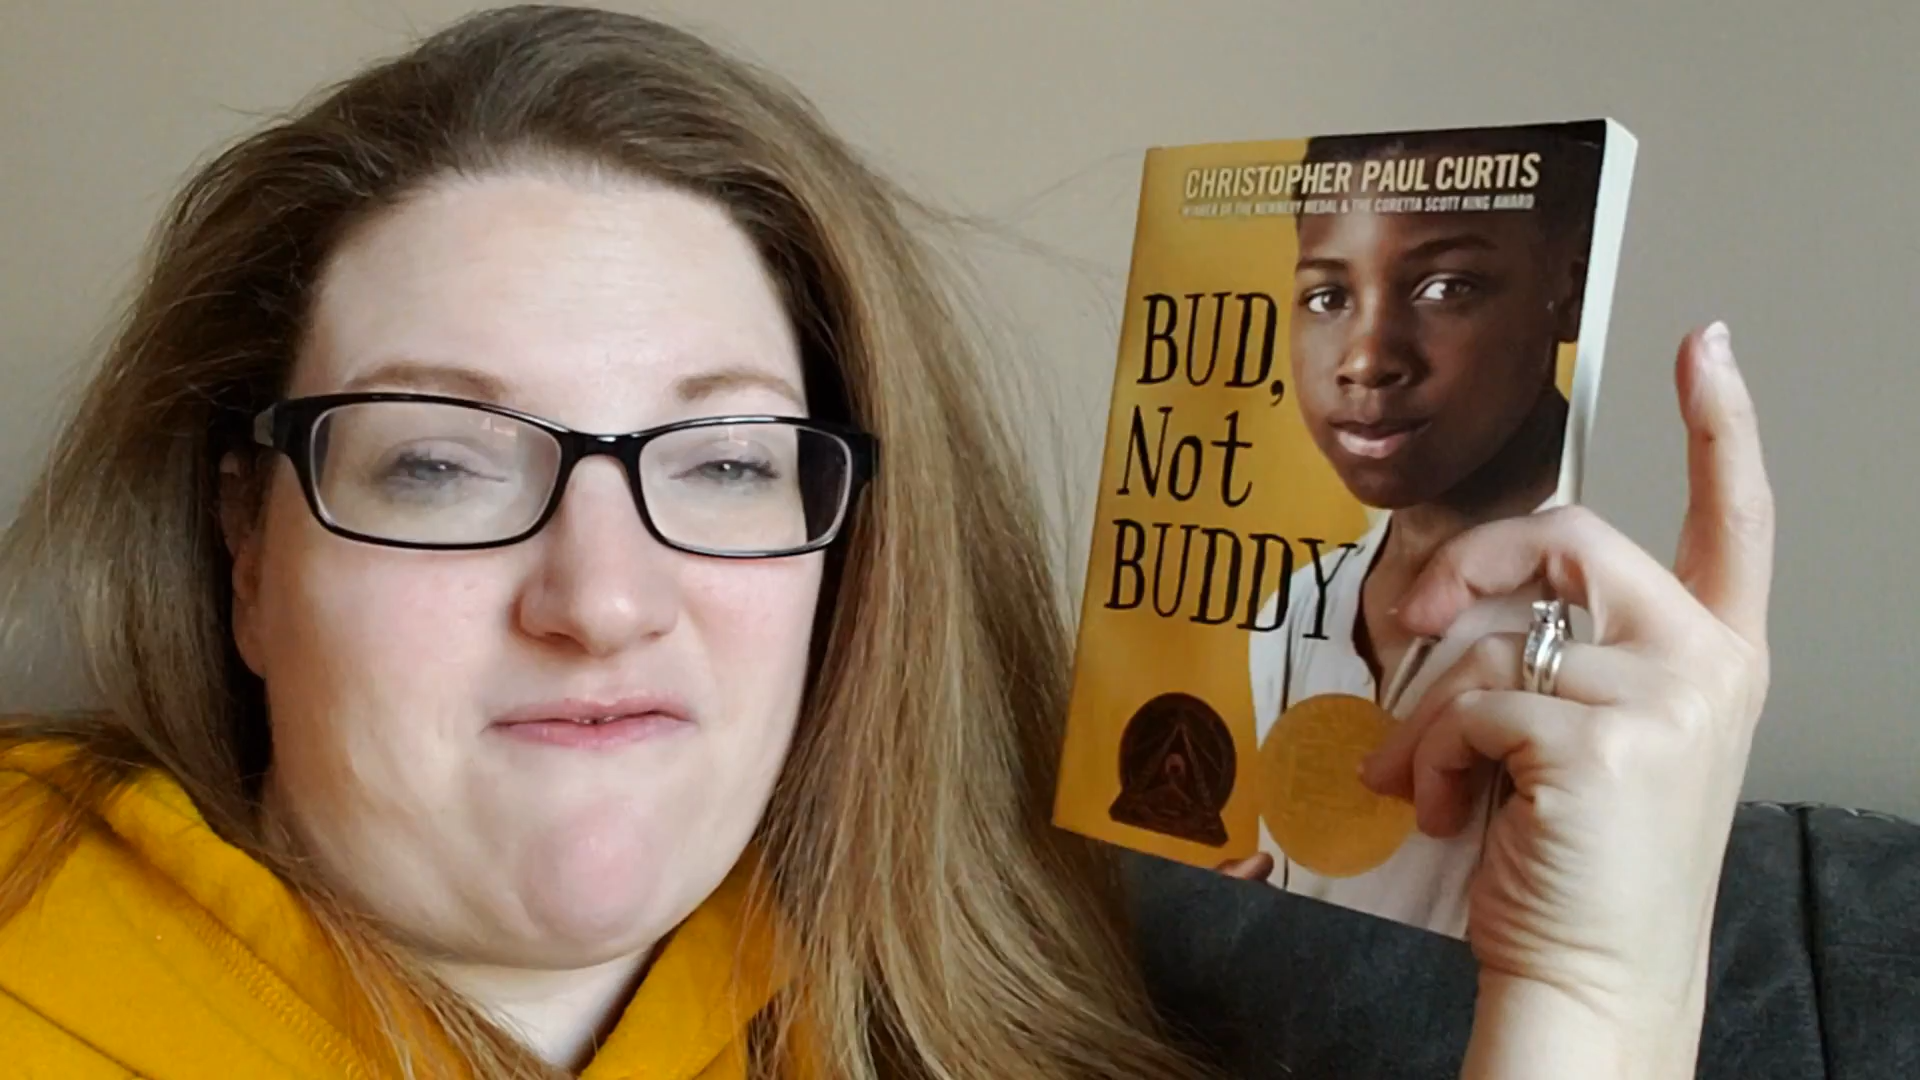 CHRISTOPHER PAUL CURTIS
WINNER OF THE NEWBERY MEDAL & THE CORETTA SCOTT KING AWARD
BUD,
Not
BUDDY